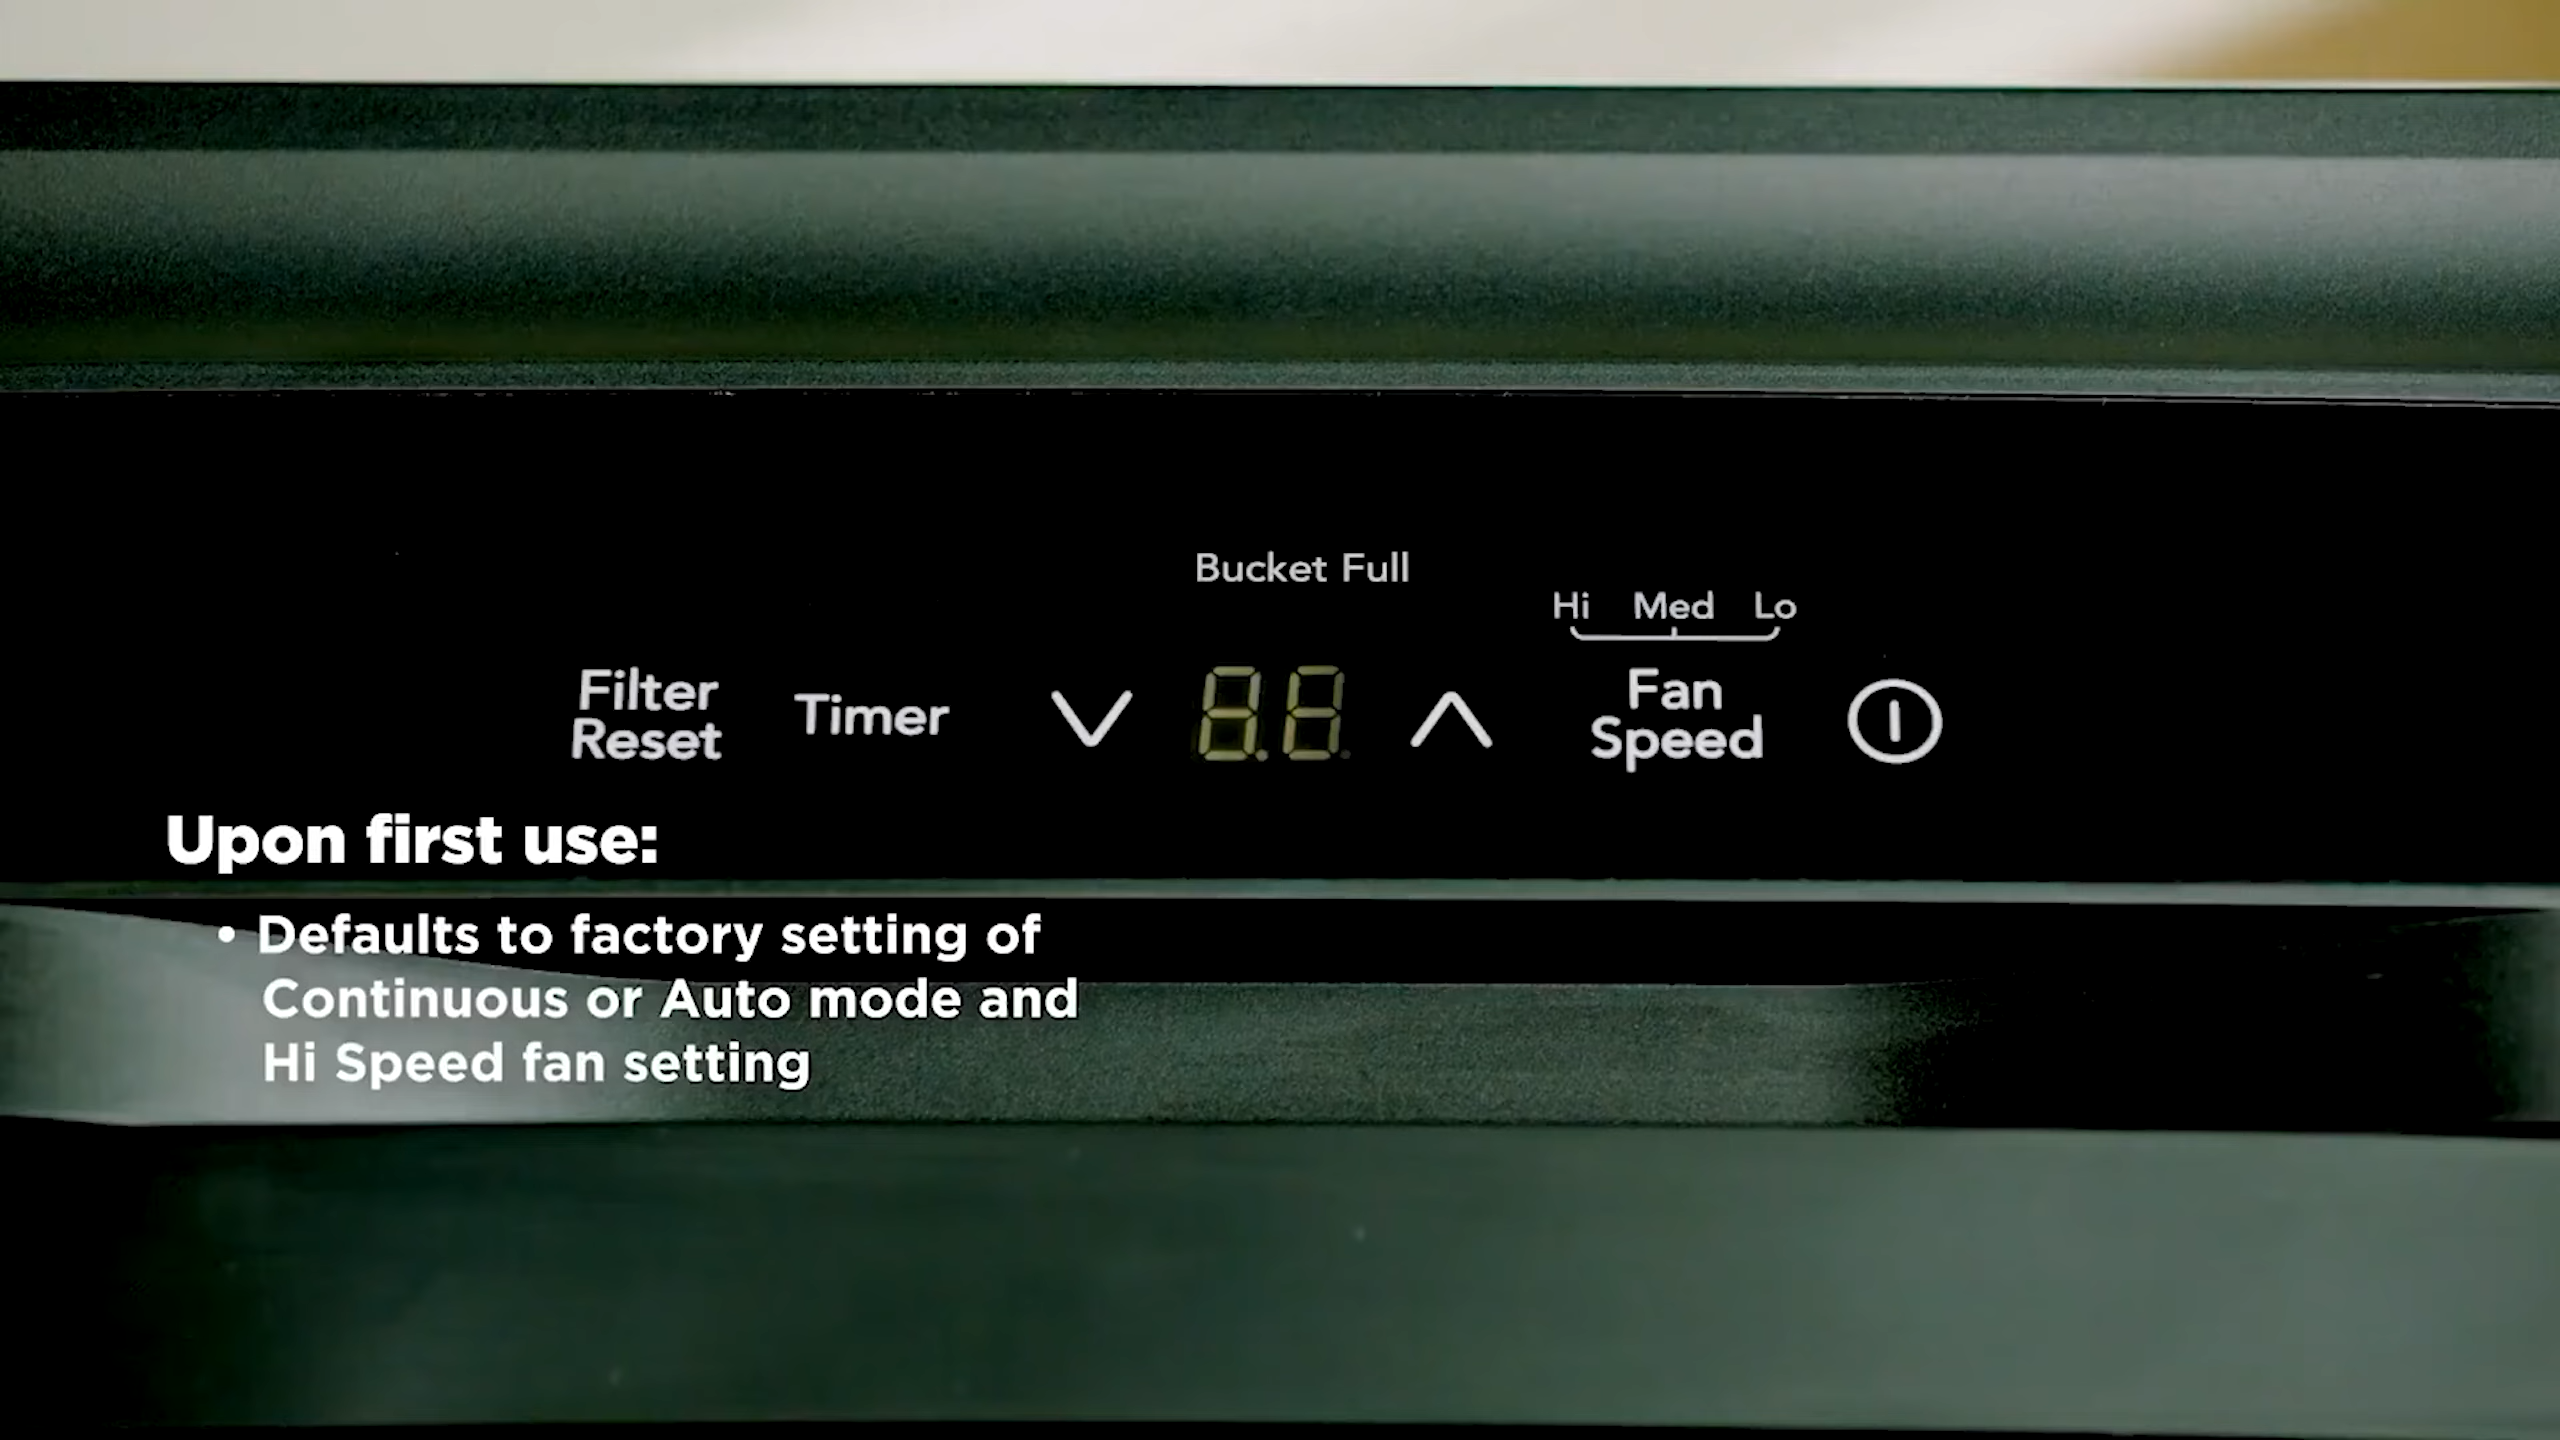 Bucket Full
Hi Med Lo
Filter
Reset
Timer
88
Fan
Speed
Upon first use:
• Defaults to factory setting of
Continuous or Auto mode and
Hi Speed fan setting